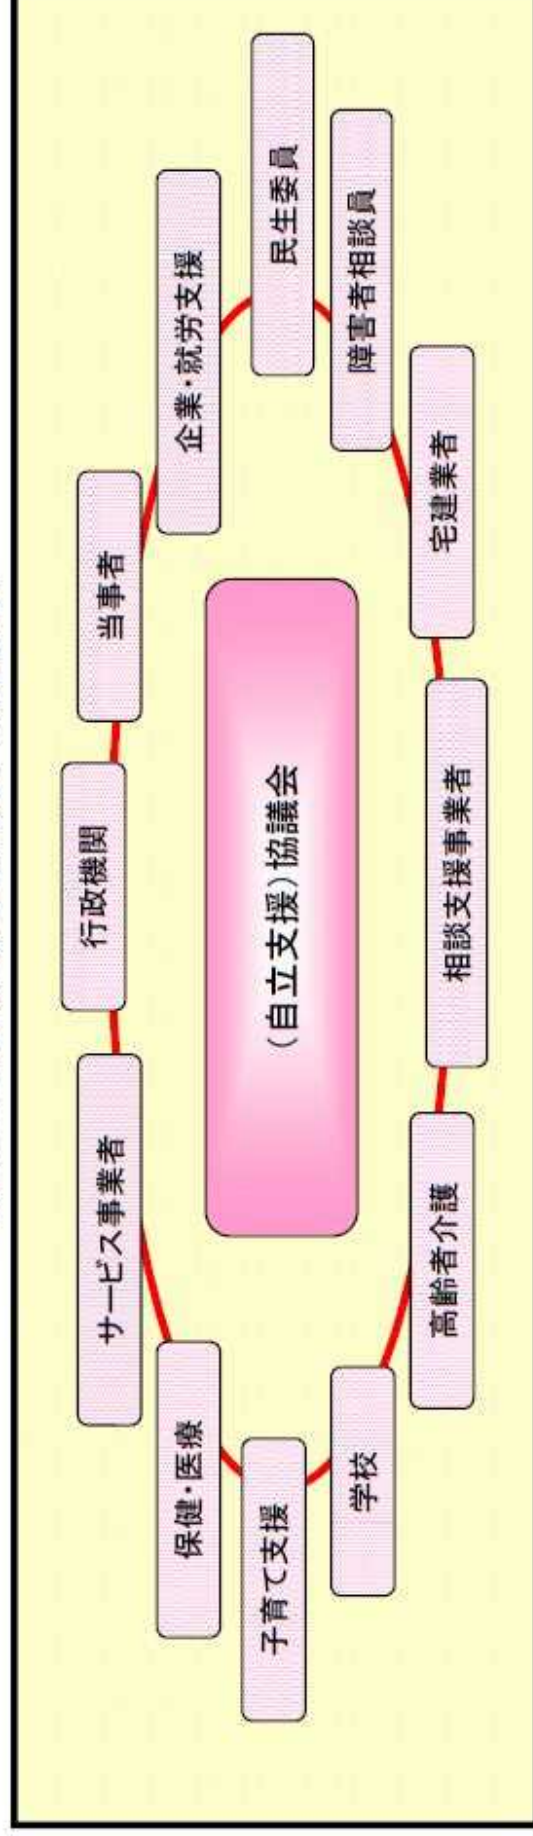 行政機関
サービス事業者
当事者
保健・医療
企業・就労支援
子育て支援
(自立支援)協議会
民生委員
学校
障害者相談員
高齢者介護
宅建業者
相談支援事業者